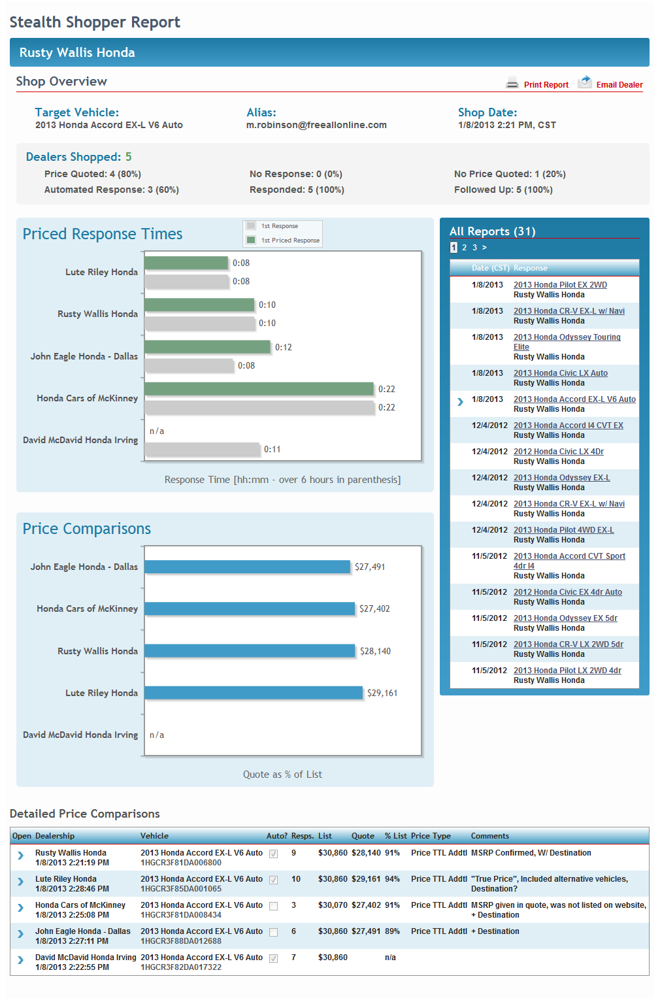 Stealth Shopper Report
Rusty Wallis Honda
Shop Overview
Print Report Email Dealer
Target Vehicle: Alias: Shop Date:
2013 Honda Accord EX-L V6 Auto m.robinson@freeallonline.com 1/8/2013 2:21 PM, CST
Dealers Shopped: 5
Price Quoted: 4 (80%) No Response: 0 (0%) No Price Quoted: 1 (20%)
Automated Response: 3 (60%) Responded: 5 (100%) Followed Up: 5 (100%)
Priced Response Times
1st Response
1st Priced Response
Lute Riley Honda
0:08
0:08
Rusty Wallis Honda
0:10
0:10
John Eagle Honda - Dallas
0:12
0:08
Honda Cars of McKinney
0:22
0:22
David McDavid Honda Irving
n/a
0:11
Response Time [hh:mm - over 6 hours in parenthesis]
Price Comparisons
John Eagle Honda - Dallas $27,491
Honda Cars of McKinney $27,402
Rusty Wallis Honda $28,140
Lute Riley Honda $29,161
David McDavid Honda Irving n/a
Quote as % of List
All Reports (31)
1 2 3 >
Date (CST) Response
1/8/2013 2013 Honda Pilot EX 2WD
Rusty Wallis Honda
1/8/2013 2013 Honda CR-V EX-L w/ Navi
Rusty Wallis Honda
1/8/2013 2013 Honda Odyssey Touring
Elite
Rusty Wallis Honda
1/8/2013 2013 Honda Civic LX Auto
Rusty Wallis Honda
1/8/2013 2013 Honda Accord EX-L V6 Auto
Rusty Wallis Honda
12/4/2012 2013 Honda Accord I4 CVT EX
Rusty Wallis Honda
12/4/2012 2012 Honda Civic LX 4Dr
Rusty Wallis Honda
12/4/2012 2013 Honda Odyssey EX-L
Rusty Wallis Honda
12/4/2012 2013 Honda CR-V EX-L w/ Navi
Rusty Wallis Honda
12/4/2012 2013 Honda Pilot 4WD EX-L
Rusty Wallis Honda
11/5/2012 2013 Honda Accord CVT Sport
4dr I4
Rusty Wallis Honda
11/5/2012 2012 Honda Civic EX 4dr Auto
Rusty Wallis Honda
11/5/2012 2013 Honda Odyssey EX 5dr
Rusty Wallis Honda
11/5/2012 2013 Honda CR-V LX 2WD 5dr
Rusty Wallis Honda
11/5/2012 2013 Honda Pilot LX 2WD 4dr
Rusty Wallis Honda
Detailed Price Comparisons
Open Dealership Vehicle Auto? Resps. List Quote % List Price Type Comments
Rusty Wallis Honda 2013 Honda Accord EX-L V6 Auto 9 $30,860 $28,140 91% Price TTL Addtl MSRP Confirmed, W/ Destination
1/8/2013 2:21:19 PM 1HGCR3F81DA006800
Lute Riley Honda 2013 Honda Accord EX-L V6 Auto 10 $30,860 $29,161 94% Price TTL Addtl "True Price", Included alternative vehicles,
1/8/2013 2:28:46 PM 1HGCR3F85DA001065 Destination?
Honda Cars of McKinney 2013 Honda Accord EX-L V6 Auto 3 $30,070 $27,402 91% Price TTL Addtl MSRP given in quote, was not listed on website,
1/8/2013 2:25:08 PM 1HGCR3F81DA008434 + Destination
John Eagle Honda - Dallas 2013 Honda Accord EX-L V6 Auto 6 $30,860 $27,491 89% Price TTL Addtl + Destination
1/8/2013 2:27:11 PM 1HGCR3F88DA012688
David McDavid Honda Irving 2013 Honda Accord EX-L V6 Auto 7 $30,860 n/a
1/8/2013 2:22:55 PM 1HGCR3F82DA017322